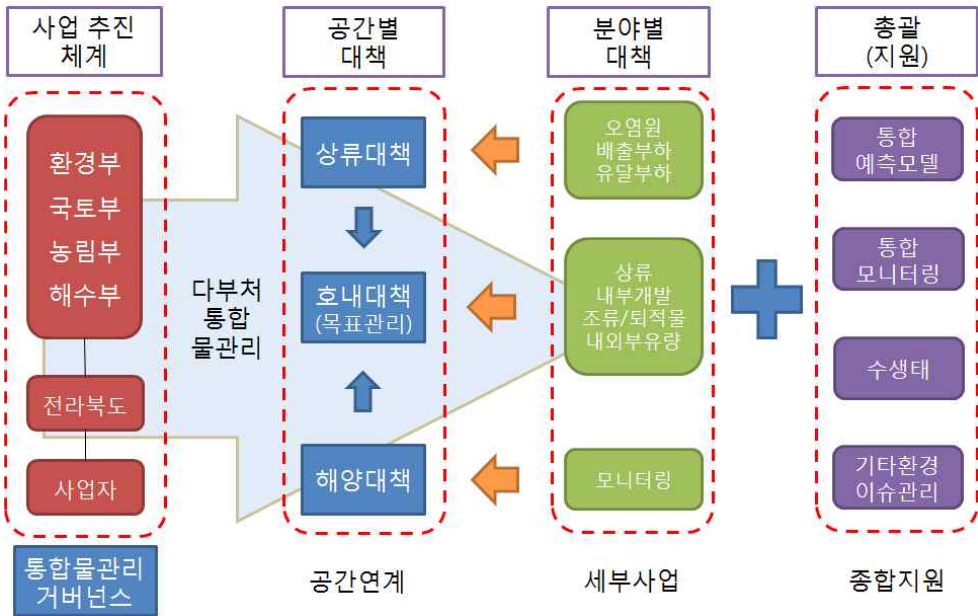 사업 추진
체계
공간별
대책
분야별
대책
총괄
(지원)
환경부
국토부
농림부
해수부
전라북도
사업자
통합물관리
거버넌스
다부처
통합
물관리
상류대책
호내대책
(목표관리)
해양대책
공간연계
오염원
배출부하
유달부하
상류
내부개발
조류/퇴적물
내외부유량
모니터링
세부사업
통합
예측모델
통합
모니터링
수생태
기타환경
이슈관리
종합지원